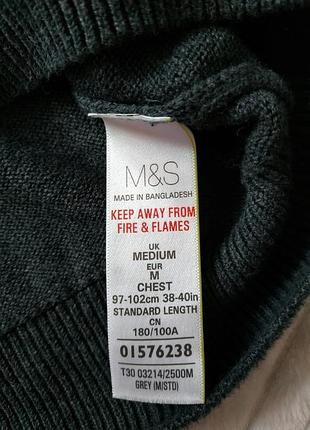 M&S
MADE IN BANGLADESH
KEEP AWAY FROM
FIRE & FLAMES
UK
MEDIUM
EUR
M
CHEST
97-102cm 38-40in
STANDARD LENGTH
CN
180/100A
01576238
T30 03214/2500M
GREY (M/STD)